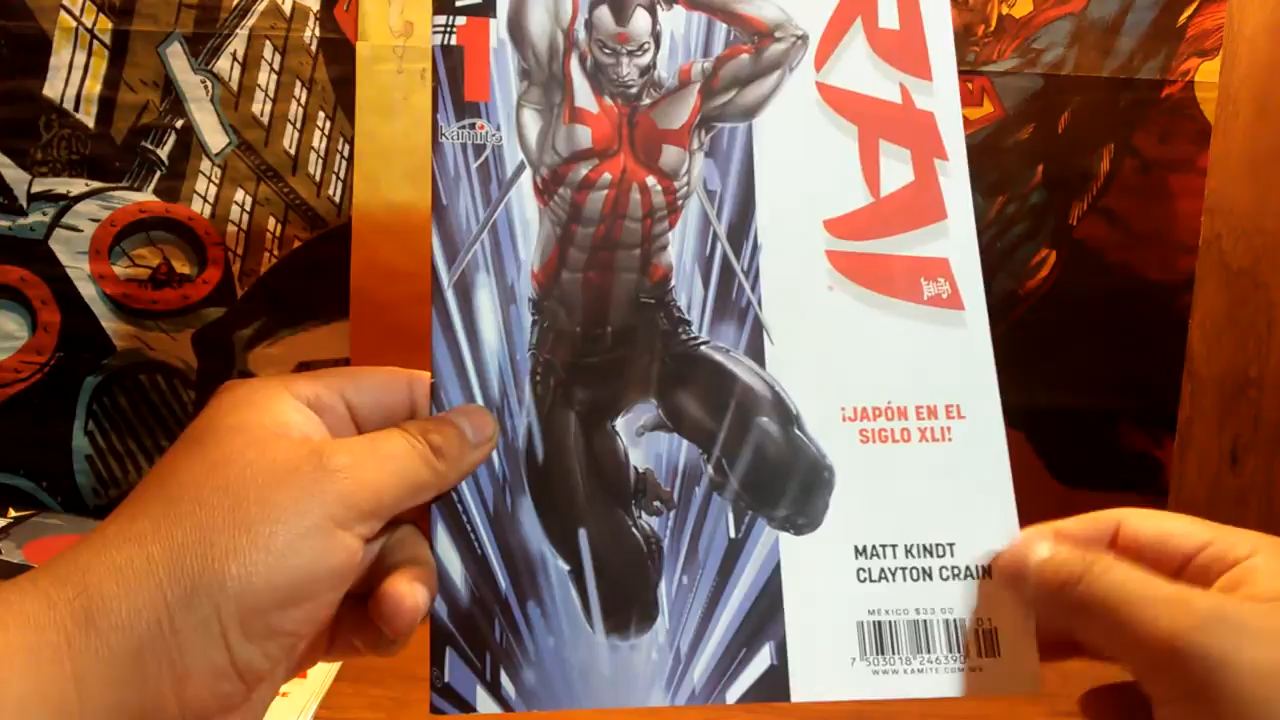 1
kamite
RAI
¡JAPÓN EN EL
SIGLO XLI!
MATT KINDT
CLAYTON CRAIN
MÉXICO $33.00
01
7 503018 246390
WWW.KAMITE.COM.MX